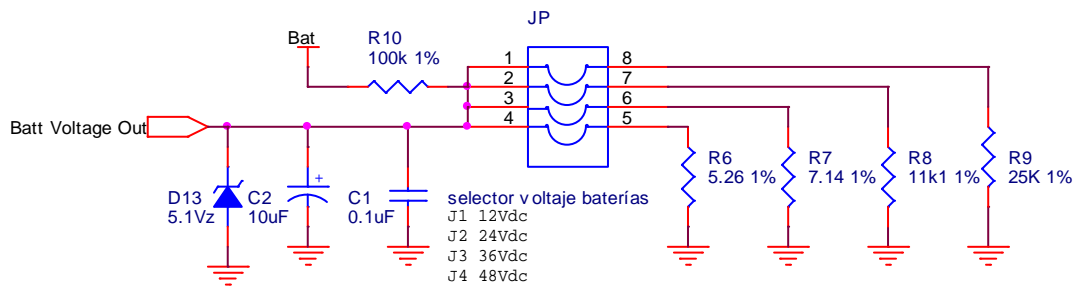 JP
Bat
R10
100k 1%
1
2
3
4
8
7
6
5
Batt Voltage Out
D13
5.1Vz
C2
10uF
+
C1
0.1uF
selector voltaje baterías
J1 12Vdc
J2 24Vdc
J3 36Vdc
J4 48Vdc
R6
5.26 1%
R7
7.14 1%
R8
11k1 1%
R9
25K 1%